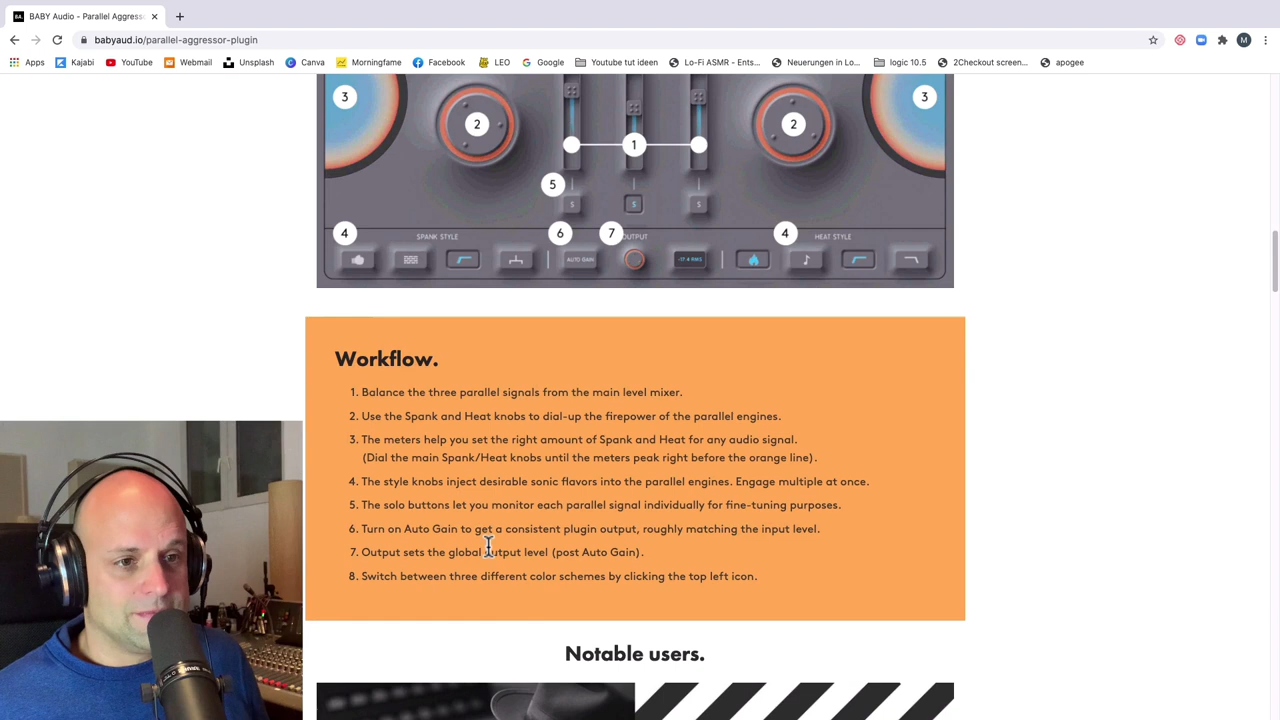 BABY Audio - Parallel Aggress
babyaud.io/parallel-aggressor-plugin
M
Apps
Kajabi
YouTube
Webmail
Unsplash
Canva
Morningfame
Facebook
LEO
Google
Youtube tut ideen
Lo-Fi ASMR - Ents...
Neuerungen in Lo...
logic 10.5
2Checkout screen...
apogee
3
2
1
2
3
5
S
S
S
4
6
7
4
SPANK STYLE
OUTPUT
HEAT STYLE
AUTO GAIN
-17.4 RMS
Workflow.
1. Balance the three parallel signals from the main level mixer.
2. Use the Spank and Heat knobs to dial-up the firepower of the parallel engines.
3. The meters help you set the right amount of Spank and Heat for any audio signal.
(Dial the main Spank/Heat knobs until the meters peak right before the orange line).
4. The style knobs inject desirable sonic flavors into the parallel engines. Engage multiple at once.
5. The solo buttons let you monitor each parallel signal individually for fine-tuning purposes.
6. Turn on Auto Gain to get a consistent plugin output, roughly matching the input level.
7. Output sets the global output level (post Auto Gain).
8. Switch between three different color schemes by clicking the top left icon.
Notable users.